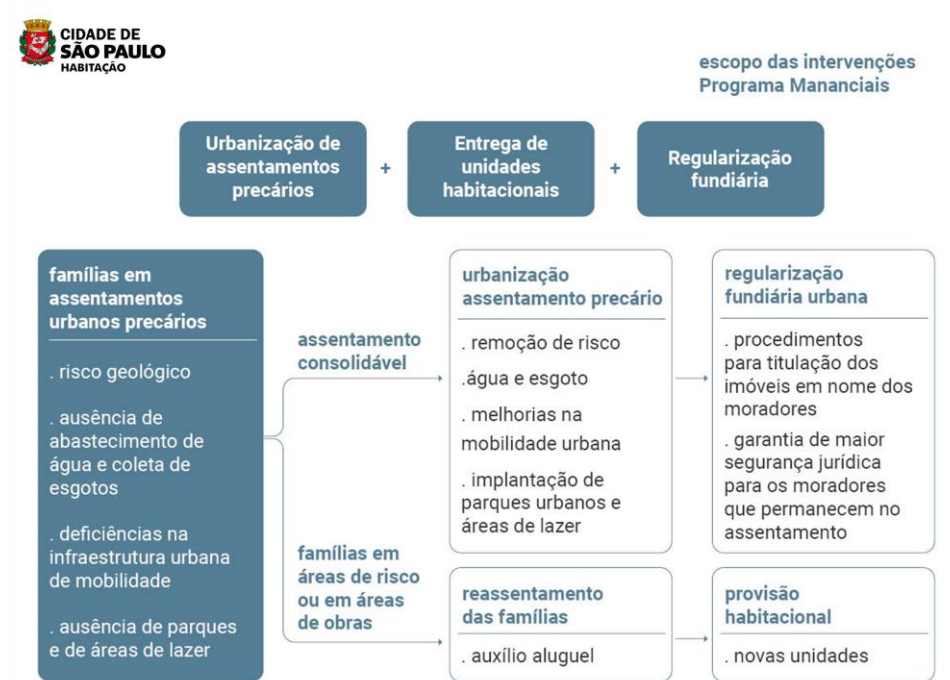 CIDADE DE
SÃO PAULO
HABITAÇÃO
escopo das intervenções
Programa Mananciais
Urbanização de
assentamentos
precários
+
Entrega de
unidades
habitacionais
+
Regularização
fundiária
famílias em
assentamentos
urbanos precários
. risco geológico
. ausência de
abastecimento de
água e coleta de
esgotos
. deficiências na
infraestrutura urbana
de mobilidade
. ausência de parques
e de áreas de lazer
assentamento
consolidável
urbanização
assentamento precário
. remoção de risco
.água e esgoto
. melhorias na
mobilidade urbana
. implantação de
parques urbanos e
áreas de lazer
regularização
fundiária urbana
. procedimentos
para titulação dos
imóveis em nome dos
moradores
. garantia de maior
segurança jurídica
para os moradores
que permanecem no
assentamento
famílias em
áreas de risco
ou em áreas
de obras
reassentamento
das famílias
. auxílio aluguel
provisão
habitacional
. novas unidades